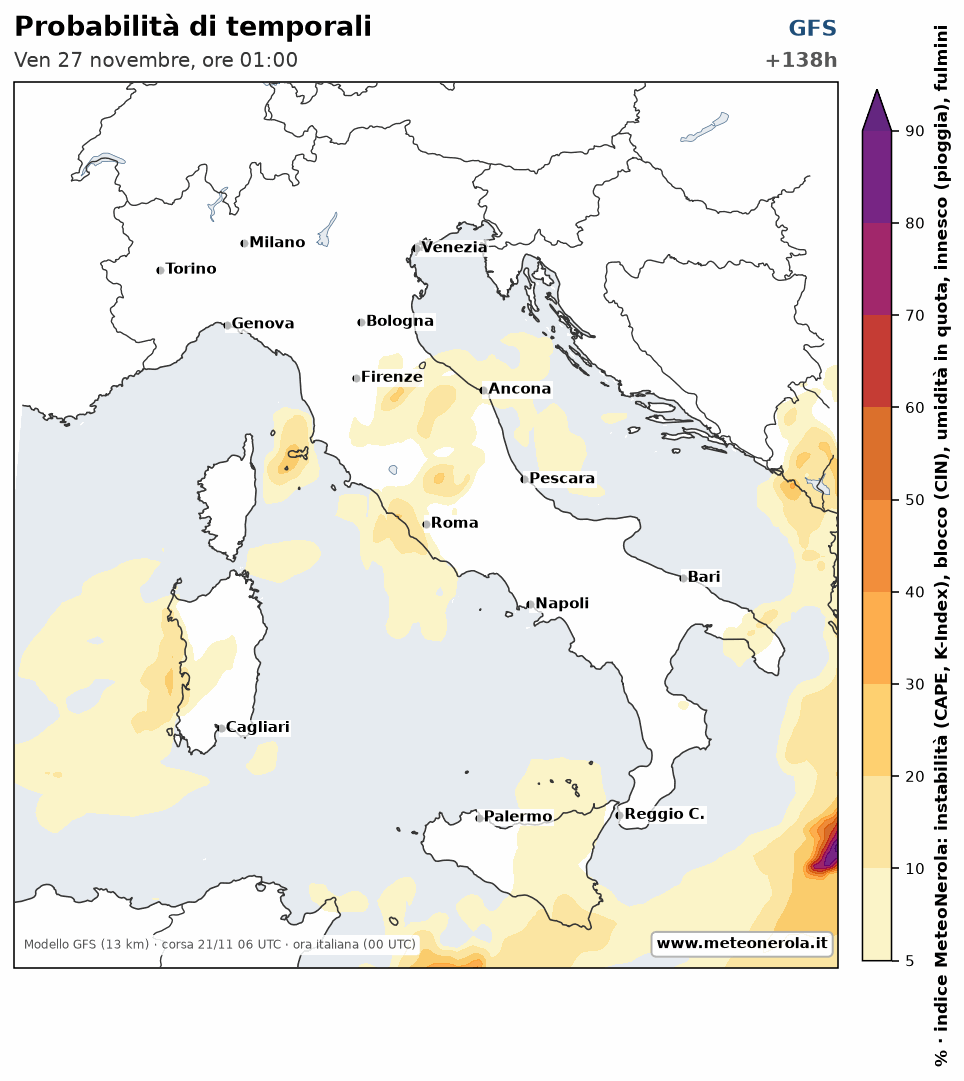 Probabilità di temporali
GFS
Ven 27 novembre, ore 01:00
+138h
Milano
Venezia
Torino
Genova
Bologna
Firenze
Ancona
Pescara
Roma
Bari
Napoli
Cagliari
Palermo
Reggio C.
Modello GFS (13 km) · corsa 21/11 06 UTC · ora italiana (00 UTC)
www.meteonerola.it
90
80
70
60
50
40
30
20
10
5
% · indice MeteoNerola: instabilità (CAPE, K-Index), blocco (CIN), umidità in quota, innesco (pioggia), fulmini